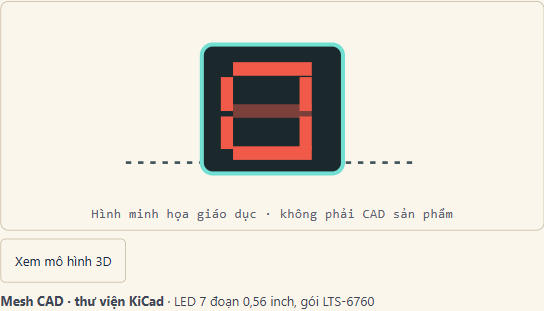 Hình minh họa giáo dục · không phải CAD sản phẩm
Xem mô hình 3D
Mesh CAD · thư viện KiCad · LED 7 đoạn 0,56 inch, gói LTS-6760